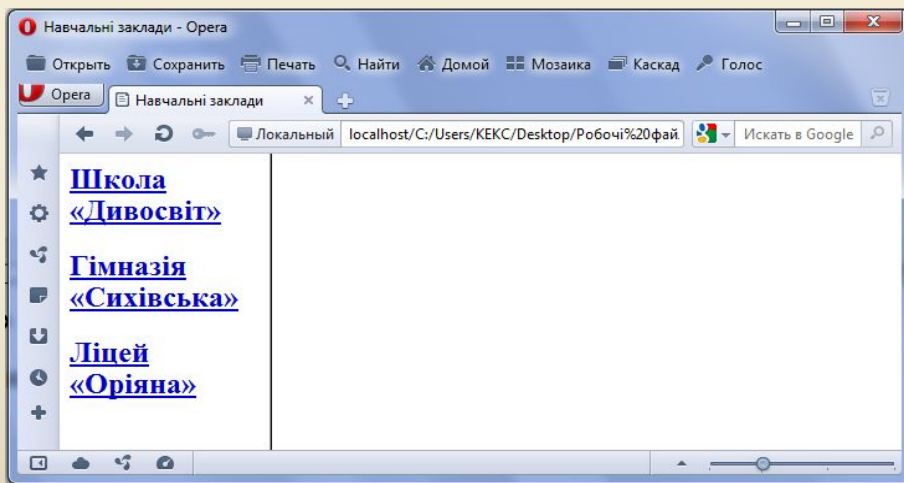 Навчальні заклади - Opera
Открыть Сохранить Печать Найти Домой Мозаика Каскад Голос
Opera Навчальні заклади
Локальный localhost/C:/Users/КЕКС/Desktop/Робочі%20фай Искать в Google
Школа
«Дивосвіт»
Гімназія
«Сихівська»
Ліцей
«Оріяна»